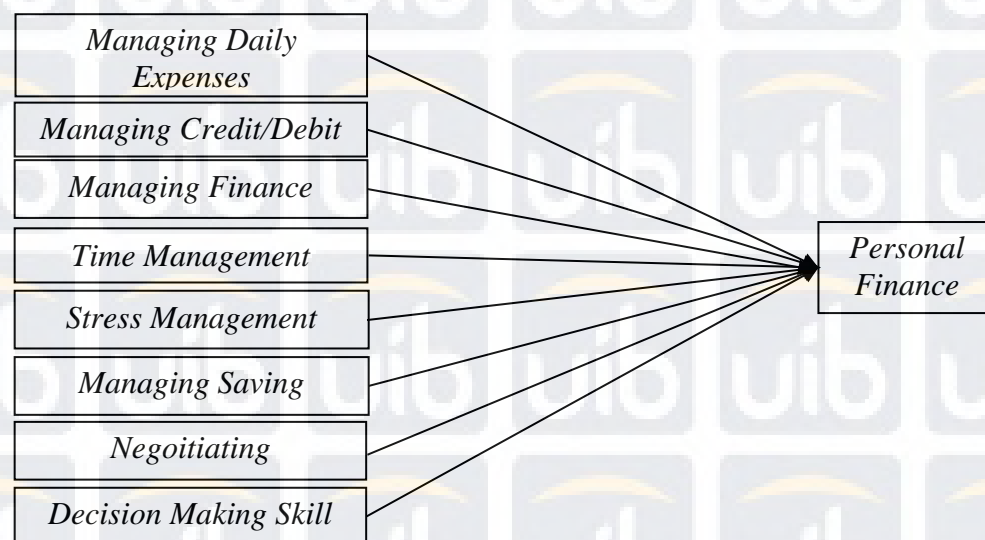 Managing Daily
Expenses
Managing Credit/Debit
Managing Finance
Time Management
Stress Management
Managing Saving
Negoitiating
Decision Making Skill
Personal
Finance
uib